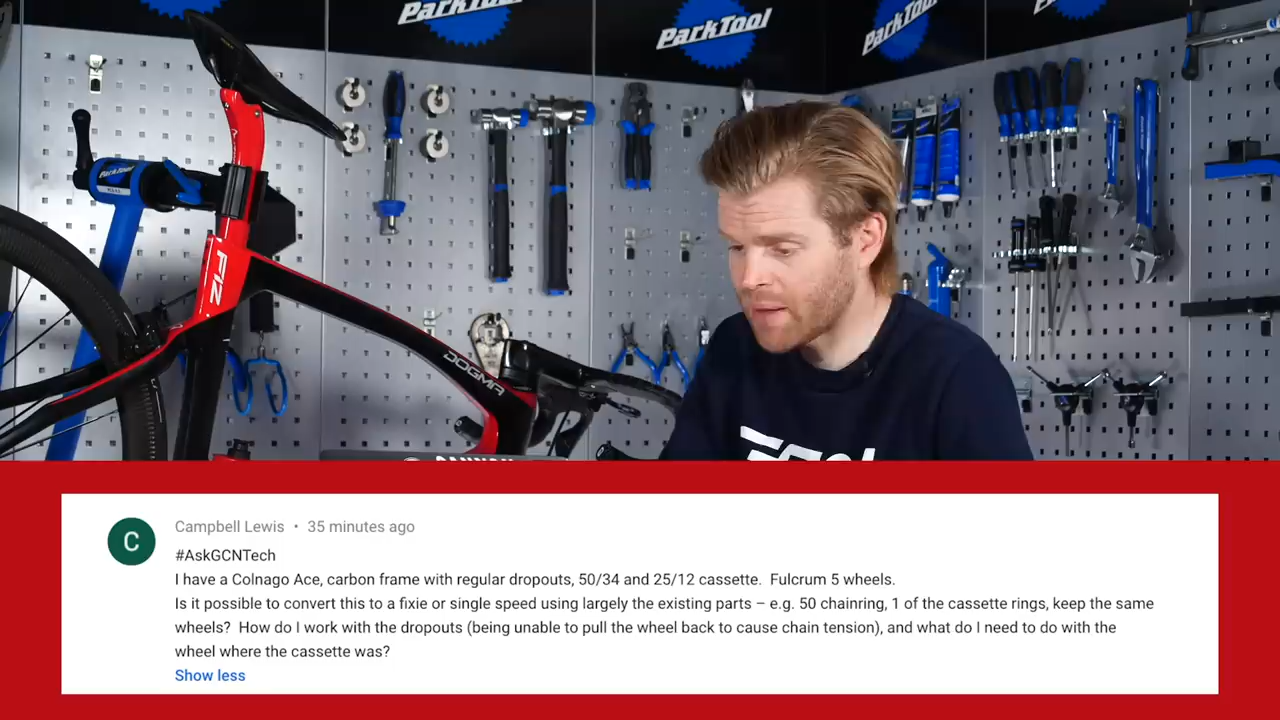 ParkTool
ParkTool
ParkTool
ParkTool
FIZ
DOGMA
C
Campbell Lewis • 35 minutes ago
#AskGCNTech
I have a Colnago Ace, carbon frame with regular dropouts, 50/34 and 25/12 cassette.  Fulcrum 5 wheels.
Is it possible to convert this to a fixie or single speed using largely the existing parts – e.g. 50 chainring, 1 of the cassette rings, keep the same
wheels?  How do I work with the dropouts (being unable to pull the wheel back to cause chain tension), and what do I need to do with the
wheel where the cassette was?
Show less